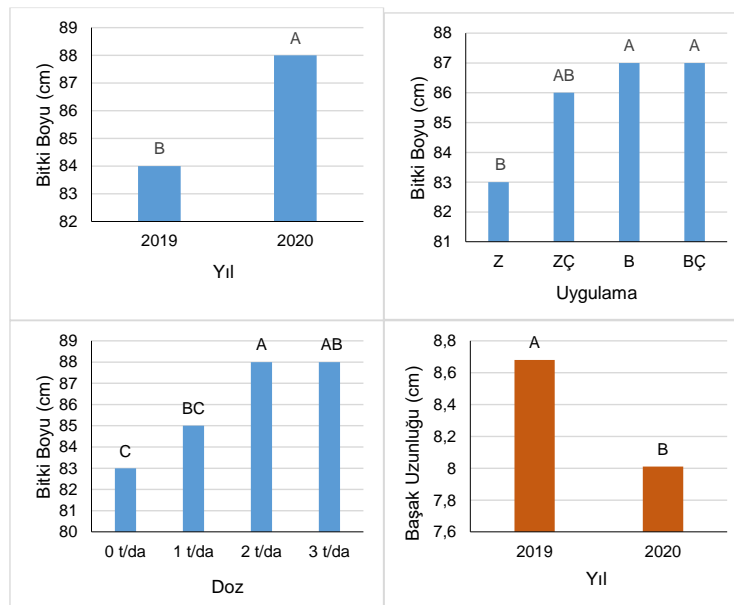 Bitki Boyu (cm)
89
88
87
86
85
84
83
82
B
A
2019
2020
Yıl
Bitki Boyu (cm)
88
87
86
85
84
83
82
81
B
AB
A
A
Z
ZÇ
B
BÇ
Uygulama
Bitki Boyu (cm)
89
88
87
86
85
84
83
82
81
80
C
BC
A
AB
0 t/da
1 t/da
2 t/da
3 t/da
Doz
Başak Uzunluğu (cm)
8,8
8,6
8,4
8,2
8
7,8
7,6
A
B
2019
2020
Yıl